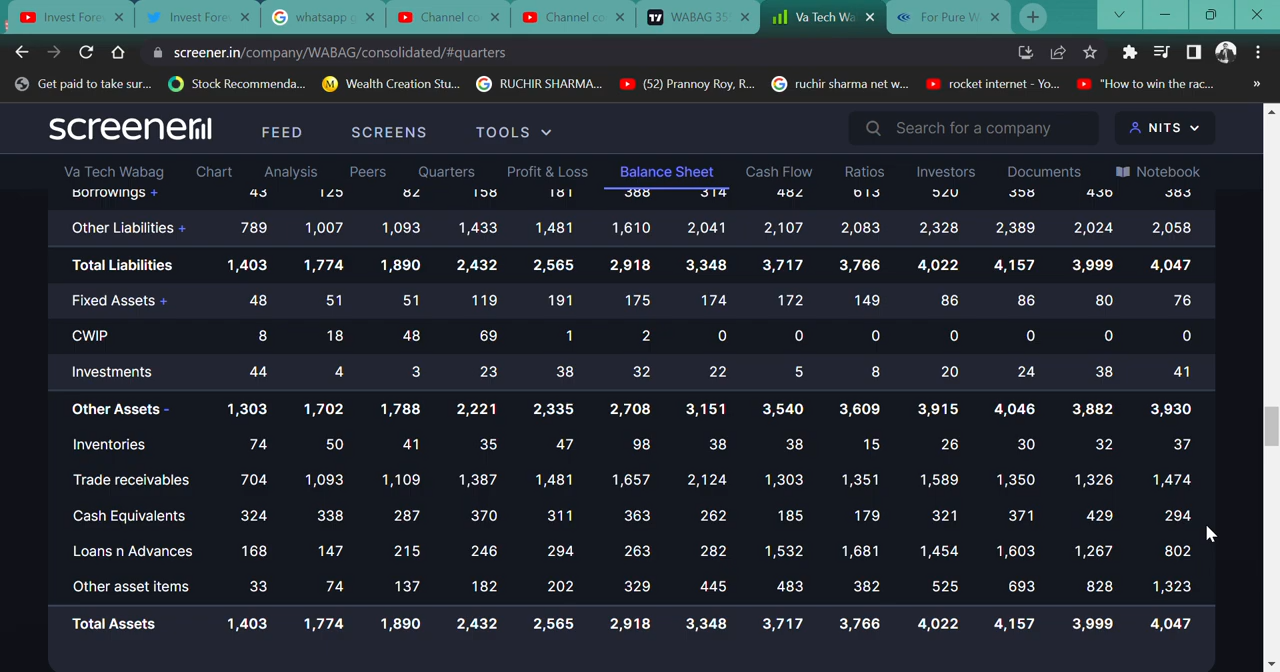 Invest Fore
Invest Fore
whatsapp
Channel co
Channel co
WABAG 35
Va Tech Wa
For Pure W
screener.in/company/WABAG/consolidated/#quarters
Get paid to take sur... Stock Recommenda... Wealth Creation Stu... RUCHIR SHARMA... (52) Prannoy Roy, R... ruchir sharma net w... rocket internet - Yo... "How to win the rac... »
screener FEED SCREENS TOOLS Search for a company NITS
Va Tech Wabag Chart Analysis Peers Quarters Profit & Loss Balance Sheet Cash Flow Ratios Investors Documents Notebook
Borrowings + 43 125 82 158 181 388 314 482 613 520 358 436 383
Other Liabilities + 789 1,007 1,093 1,433 1,481 1,610 2,041 2,107 2,083 2,328 2,389 2,024 2,058
Total Liabilities 1,403 1,774 1,890 2,432 2,565 2,918 3,348 3,717 3,766 4,022 4,157 3,999 4,047
Fixed Assets + 48 51 51 119 191 175 174 172 149 86 86 80 76
CWIP 8 18 48 69 1 2 0 0 0 0 0 0 0
Investments 44 4 3 23 38 32 22 5 8 20 24 38 41
Other Assets - 1,303 1,702 1,788 2,221 2,335 2,708 3,151 3,540 3,609 3,915 4,046 3,882 3,930
Inventories 74 50 41 35 47 98 38 38 15 26 30 32 37
Trade receivables 704 1,093 1,109 1,387 1,481 1,657 2,124 1,303 1,351 1,589 1,350 1,326 1,474
Cash Equivalents 324 338 287 370 311 363 262 185 179 321 371 429 294
Loans n Advances 168 147 215 246 294 263 282 1,532 1,681 1,454 1,603 1,267 802
Other asset items 33 74 137 182 202 329 445 483 382 525 693 828 1,323
Total Assets 1,403 1,774 1,890 2,432 2,565 2,918 3,348 3,717 3,766 4,022 4,157 3,999 4,047